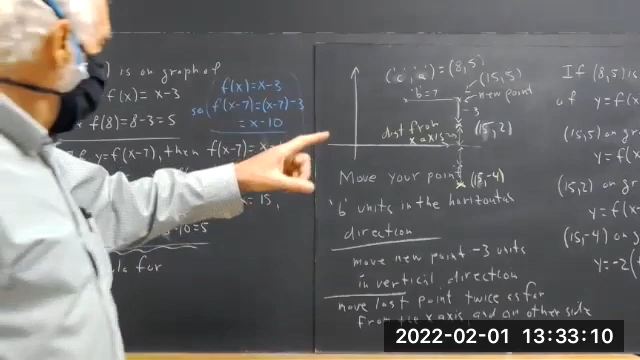 ) is on graph of
f(x) = x-3
f(8) = 8-3 = 5
f(x)=x-3
so f(x-7)=(x-7)-3
= x-10
y=f(x-7), then f(x-7)=x
= 15,
-10=5
for
("c", "a") = (8,5)
(15,5)
new point
"b"=7
-3
(15,2)
dist from
x axis
(15,-4)
Move your point
"b" units in the horizontal
direction
move new point -3 units
in vertical direction
move last point twice as far
from the x axis, and on other side
If (8,5) is
of y=f(x
(15,5) on gr
y=f(x
(15,2) on gr
y=f(x-
(15,-4) on
y=-2(
2022-02-01 13:33:10